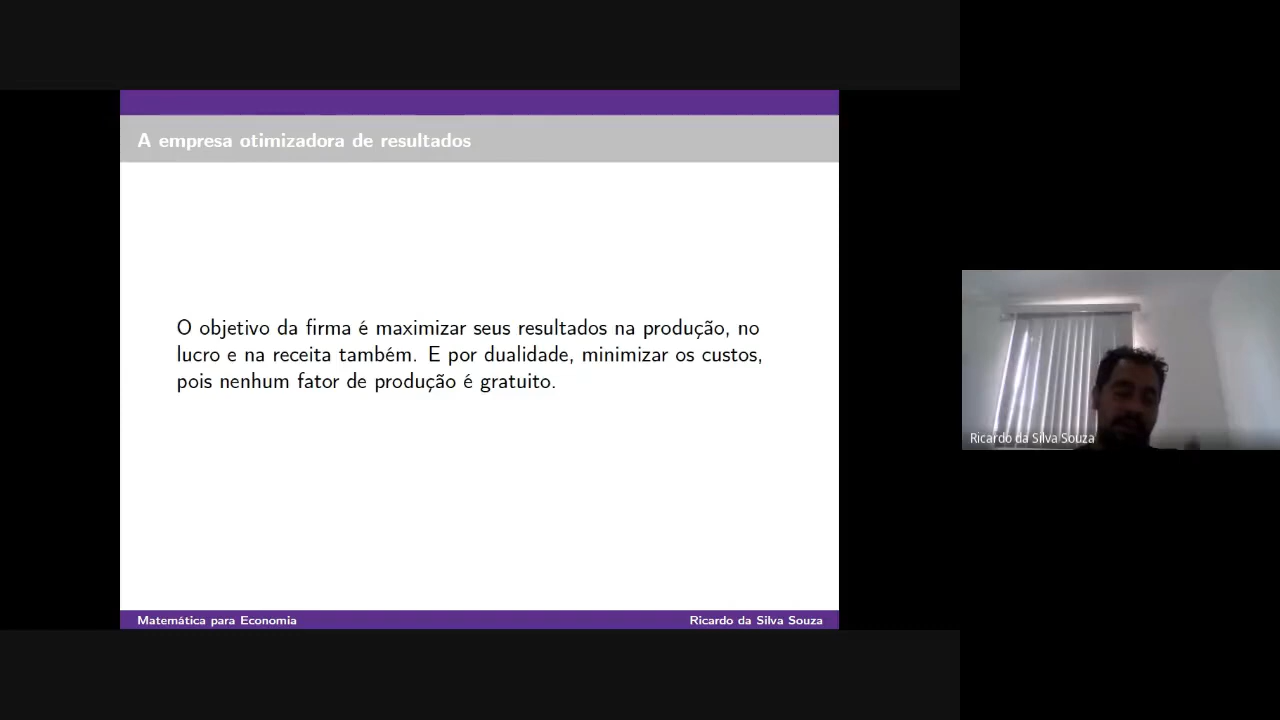 A empresa otimizadora de resultados
O objetivo da firma é maximizar seus resultados na produção, no
lucro e na receita também. E por dualidade, minimizar os custos,
pois nenhum fator de produção é gratuito.
Matemática para Economia
Ricardo da Silva Souza
Ricardo da Silva Souza